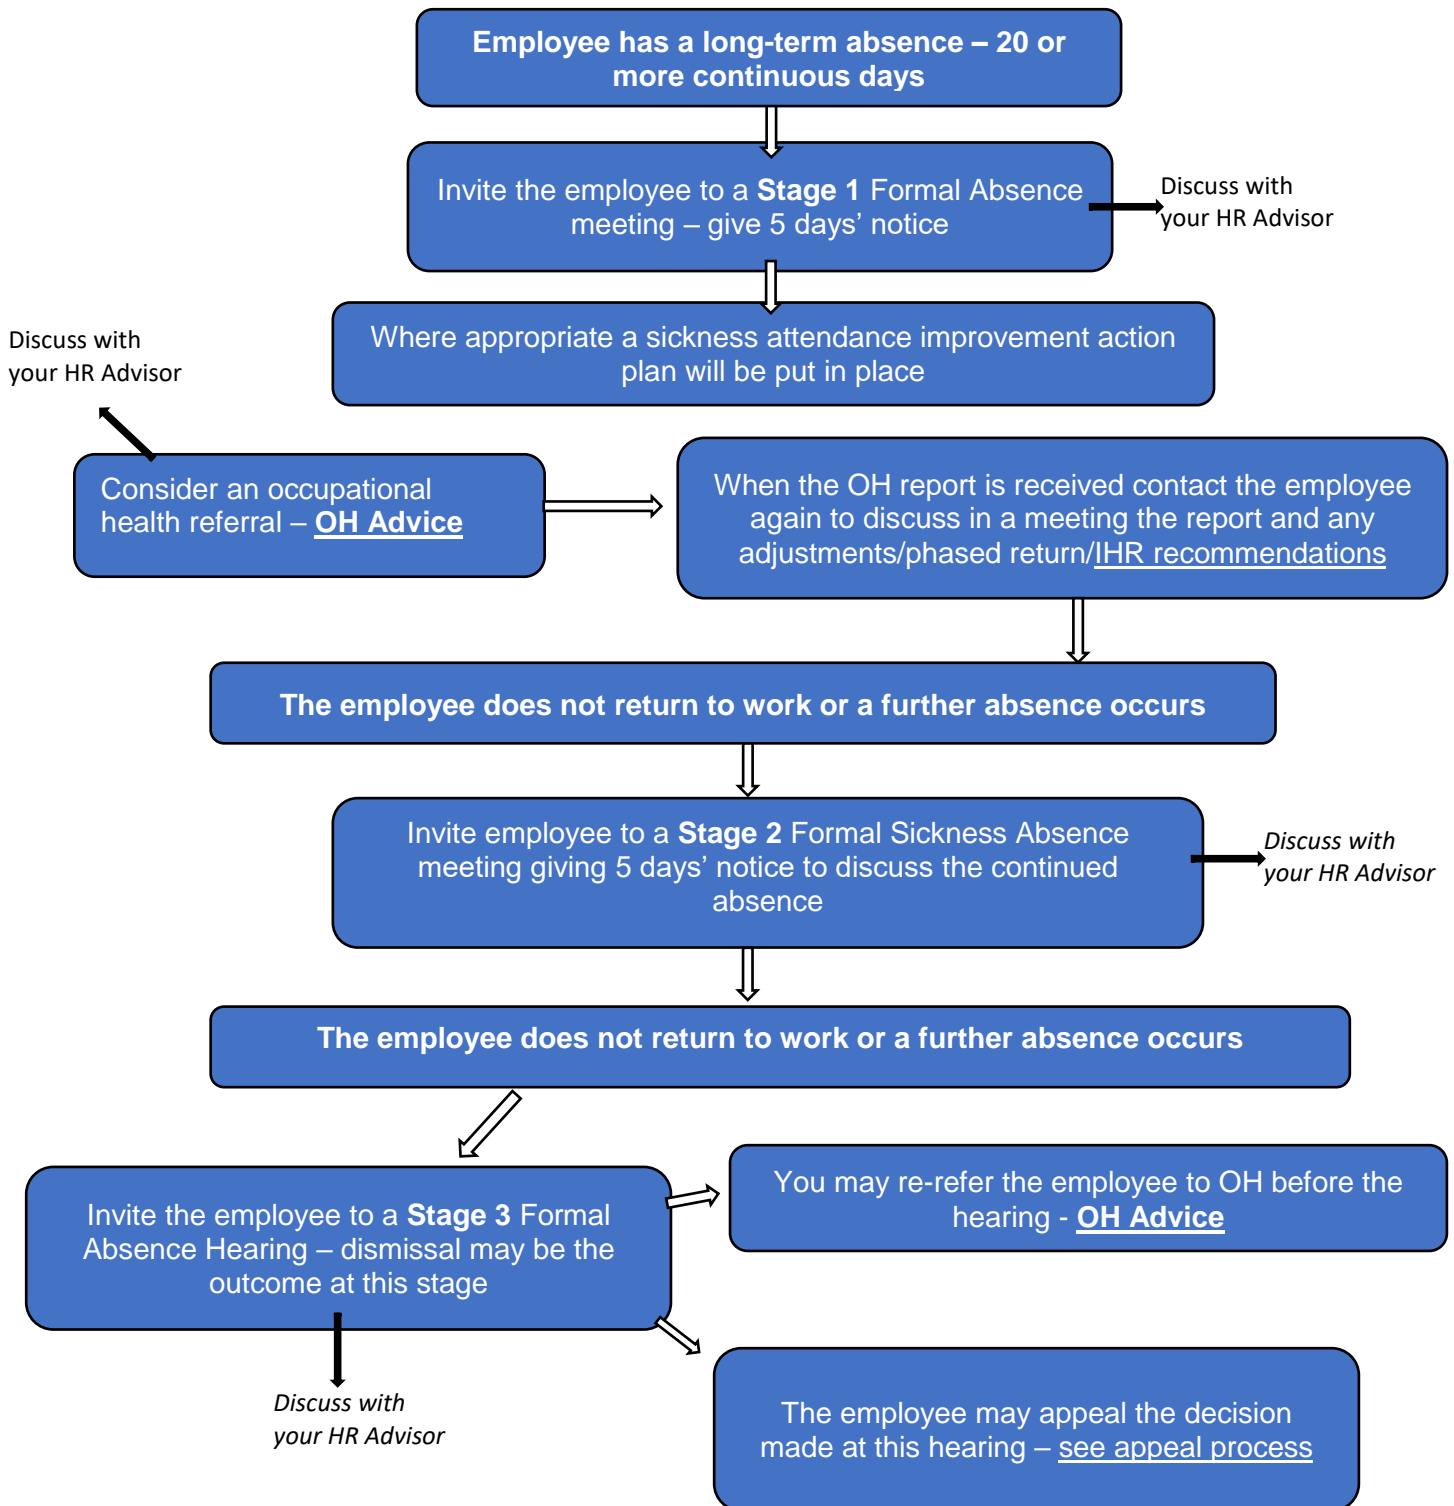 Employee has a long-term absence – 20 or
more continuous days
Invite the employee to a Stage 1 Formal Absence
meeting – give 5 days’ notice
Discuss with
your HR Advisor
Where appropriate a sickness attendance improvement action
plan will be put in place
Discuss with
your HR Advisor
Consider an occupational
health referral – OH Advice
When the OH report is received contact the employee
again to discuss in a meeting the report and any
adjustments/phased return/IHR recommendations
The employee does not return to work or a further absence occurs
Invite employee to a Stage 2 Formal Sickness Absence
meeting giving 5 days’ notice to discuss the continued
absence
Discuss with
your HR Advisor
The employee does not return to work or a further absence occurs
Invite the employee to a Stage 3 Formal
Absence Hearing – dismissal may be the
outcome at this stage
You may re-refer the employee to OH before the
hearing - OH Advice
Discuss with
your HR Advisor
The employee may appeal the decision
made at this hearing – see appeal process